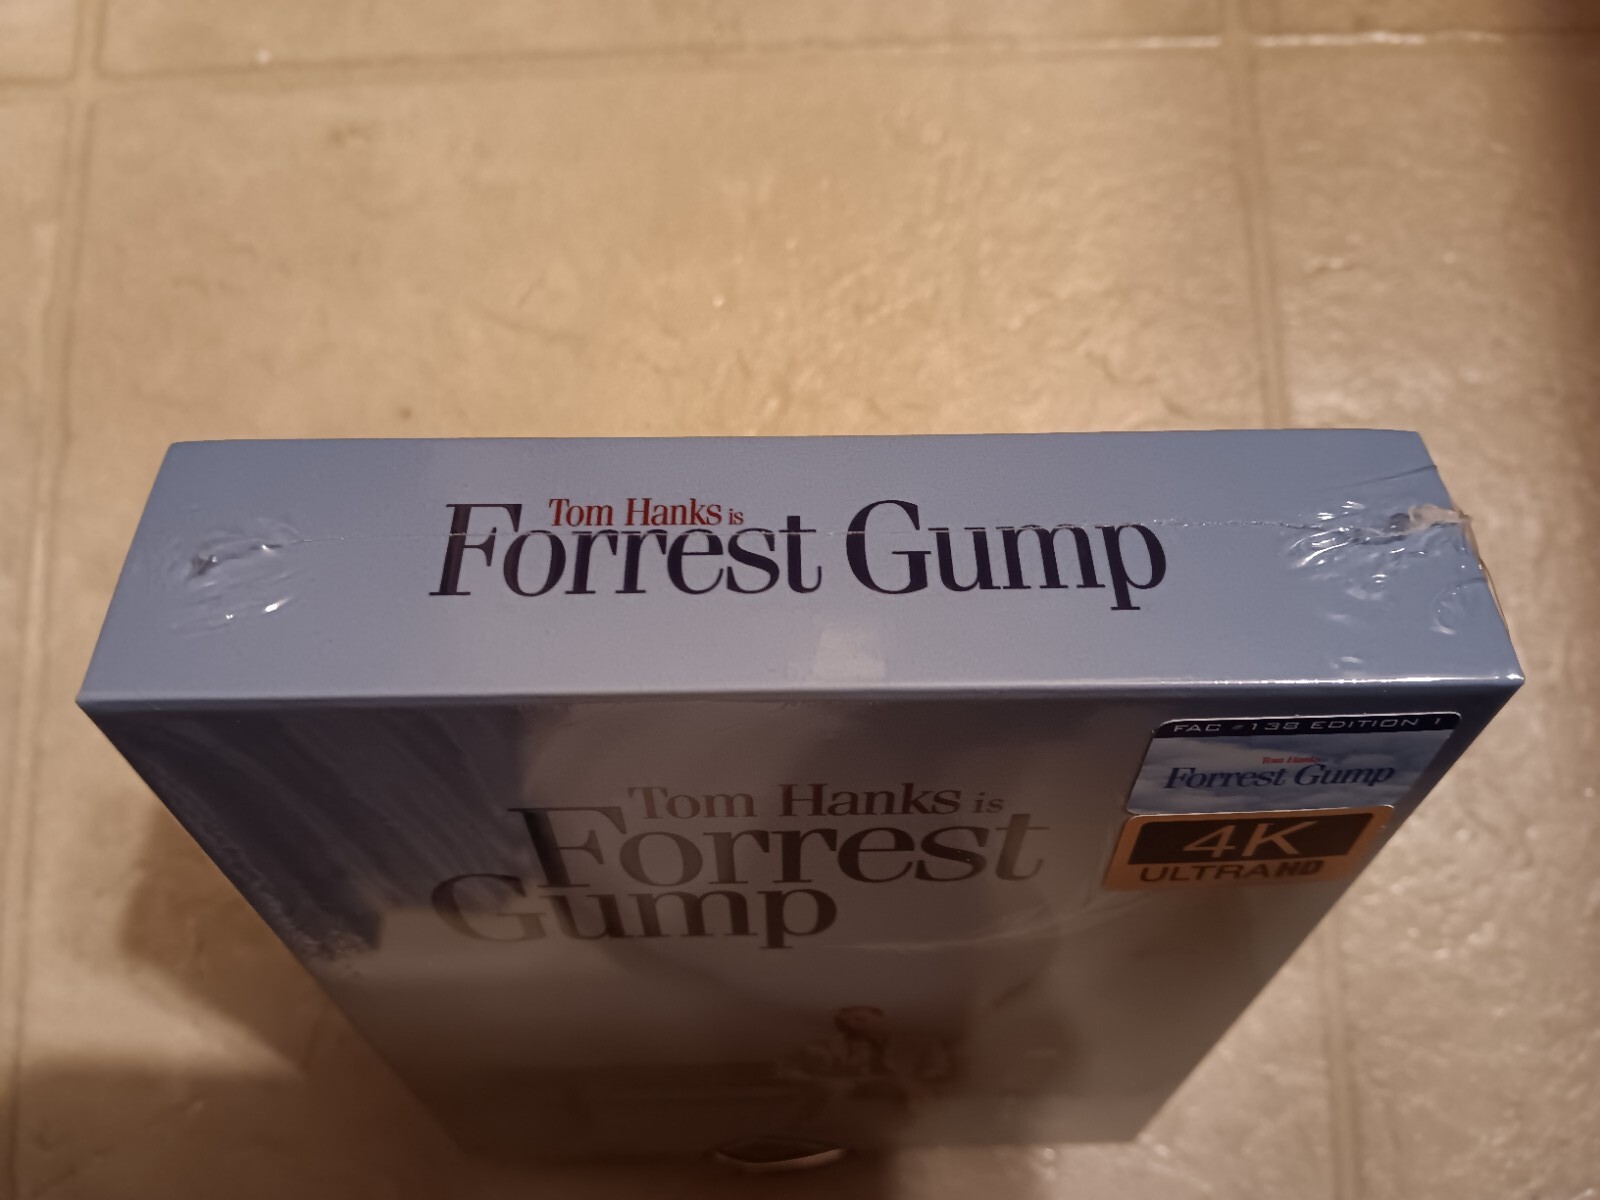 Tom Hanks is
Forrest Gump
FAC #138 EDITION 1
Tom Hanks
Forrest Gump
4K
ULTRA HD
Tom Hanks is
Forrest
Gump